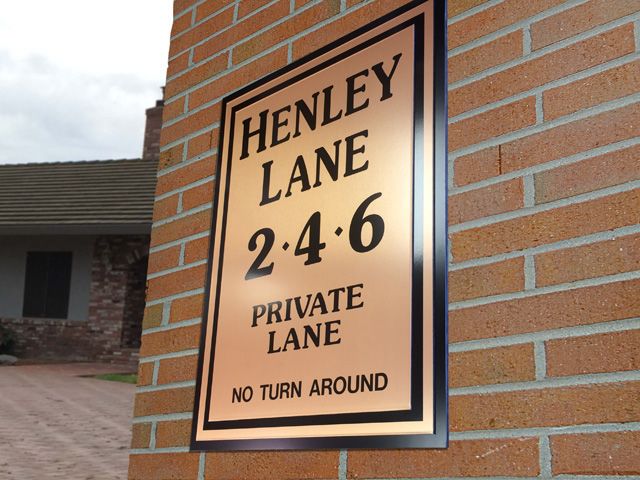 HENLEY
LANE
2·4·6
PRIVATE
LANE
NO TURN AROUND